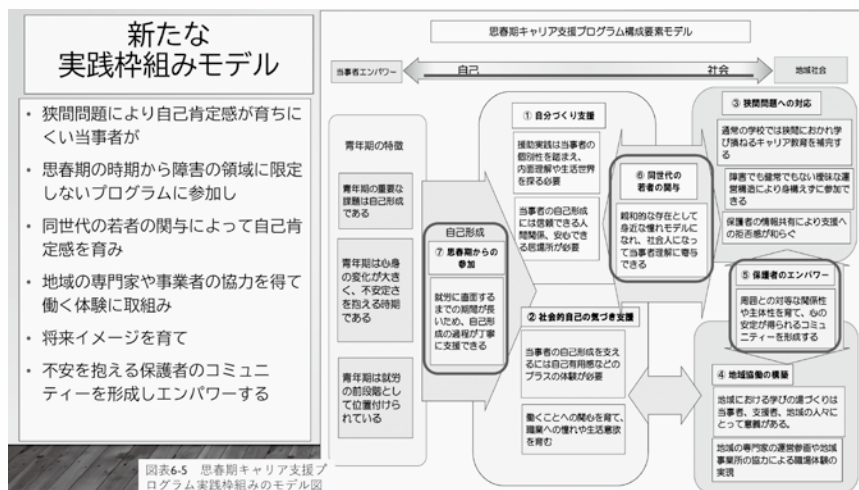 新たな
実践枠組みモデル
• 狭間問題により自己肯定感が育ちに
くい当事者が
• 思春期の時期から障害の領域に限定
しないプログラムに参加し
• 同世代の若者の関与によって自己肯
定感を育み
• 地域の専門家や事業者の協力を得て
働く体験に取組み
• 将来イメージを育て
• 不安を抱える保護者のコミュニ
ティーを形成しエンパワーする
図表6-5 思春期キャリア支援プ
ログラム実践枠組みのモデル図
思春期キャリア支援プログラム構成要素モデル
当事者エンパワー
自己
社会
地域社会
青年期の特徴
青年期の重要な
課題は自己形成
である
青年期は心身
の変化が大き
く、不安定さ
を抱える時期
である
青年期は就労
の前段階とし
て位置付けら
れている
自己形成
⑦ 思春期からの
参加
就労に直面する
までの期間が長
いため、自己形
成の過程が丁寧
に支援できる
① 自分づくり支援
援助実践は当事者の
個別性を踏まえ、
内面理解や生活世界
を探る必要
当事者の自己形成
には信頼できる人
間関係、安心でき
る居場所が必要
② 社会的自己の気づき支援
当事者の自己形成を支え
るには自己有用感などの
プラスの体験が必要
働くことへの関心を育て、
職業への憧れや生活意欲
を育む
⑥ 同世代の
若者の関与
親和的な存在として
身近な憧れモデルに
なれ、社会人になっ
て当事者理解に寄与
できる
③ 狭間問題への対応
通常の学校では狭間におかれ学
び損ねるキャリア教育を補完す
る
障害でも健常でもない曖昧な運
営構造により身構えずに参加で
きる
保護者の情報共有により支援へ
の拒否感が和らぐ
⑤ 保護者のエンパワー
周囲との対等な関係性
や主体性を育て、心の
安定が得られるコミュ
ニティーを形成する
④ 地域協働の構築
地域における学びの場づくりは
当事者、支援者、地域の人々に
とって意義がある。
地域の専門家の運営参画や地域
事業所の協力による職場体験の
実現